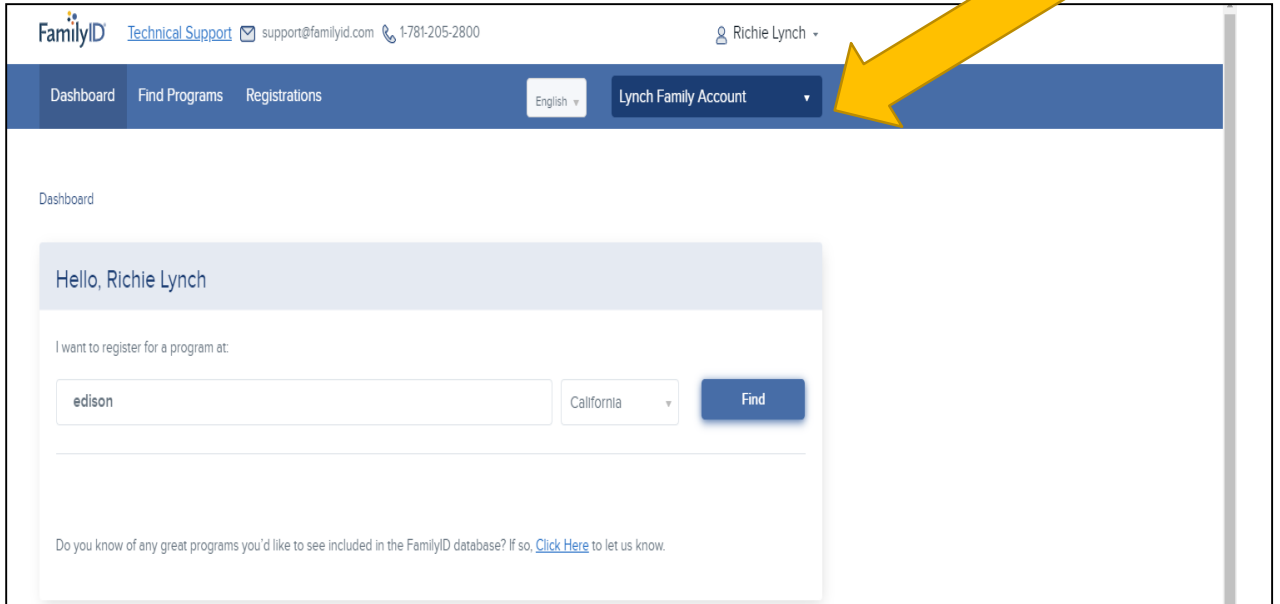 FamilyID Technical Support support@familyid.com 1-781-205-2800 Richie Lynch
Dashboard Find Programs Registrations English Lynch Family Account
Dashboard
Hello, Richie Lynch
I want to register for a program at:
edison California Find
Do you know of any great programs you'd like to see included in the FamilyID database? If so, Click Here to let us know.